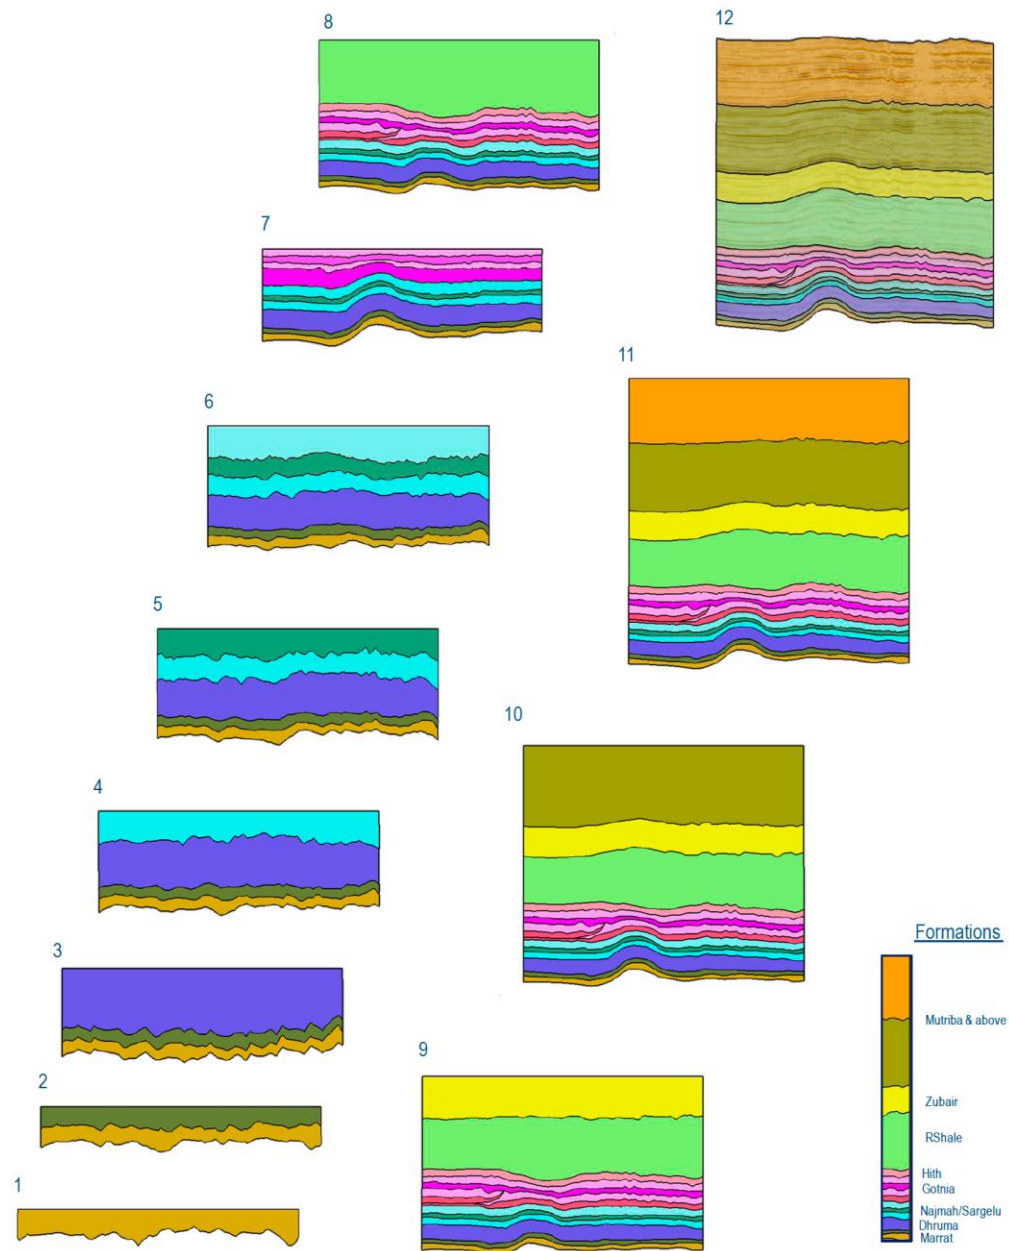 8
12
7
11
6
5
10
4
Formations
3
Mutriba & above
9
2
Zubair
RShale
1
Hith
Gotnia
Najmah/Sargelu
Dhruma
Marrat